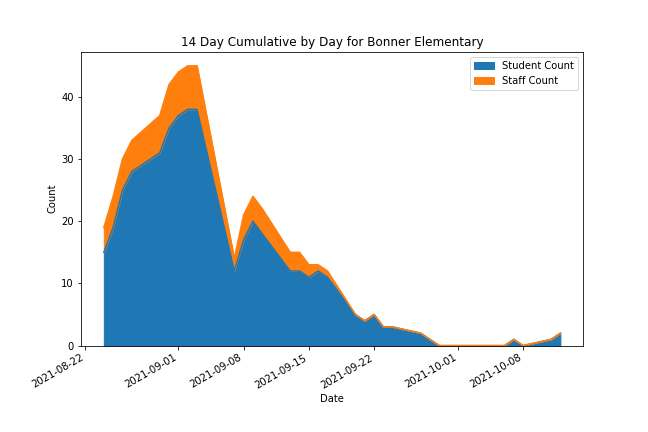 14 Day Cumulative by Day for Bonner Elementary
Student Count
Staff Count
Count
40
30
20
10
0
2021-08-22
2021-09-01
2021-09-08
2021-09-15
2021-09-22
2021-10-01
2021-10-08
Date